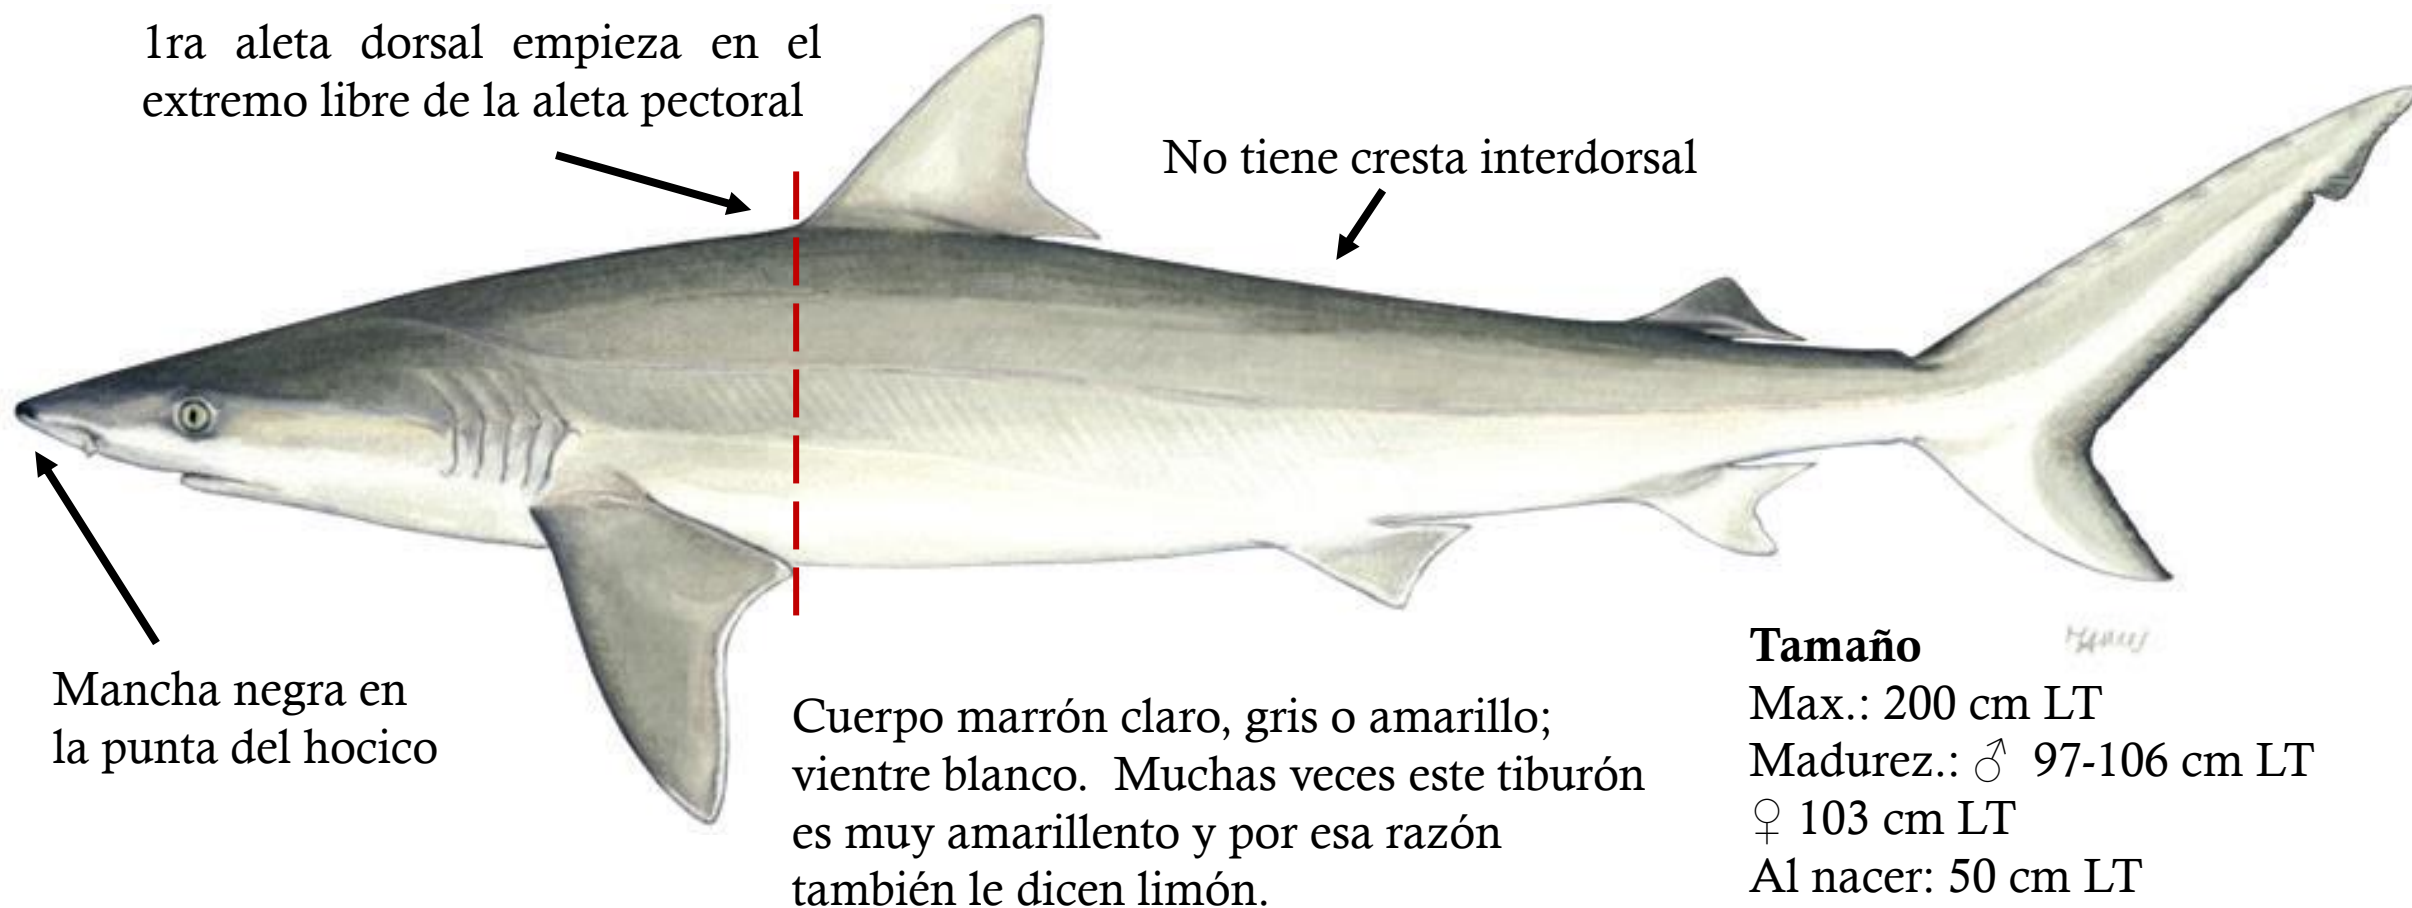 1ra aleta dorsal empieza en el
extremo libre de la aleta pectoral
No tiene cresta interdorsal
Mancha negra en
la punta del hocico
Cuerpo marrón claro, gris o amarillo;
vientre blanco. Muchas veces este tiburón
es muy amarillento y por esa razón
también le dicen limón.
Tamaño
Max.: 200 cm LT
Madurez.: ♂ 97-106 cm LT
♀ 103 cm LT
Al nacer: 50 cm LT